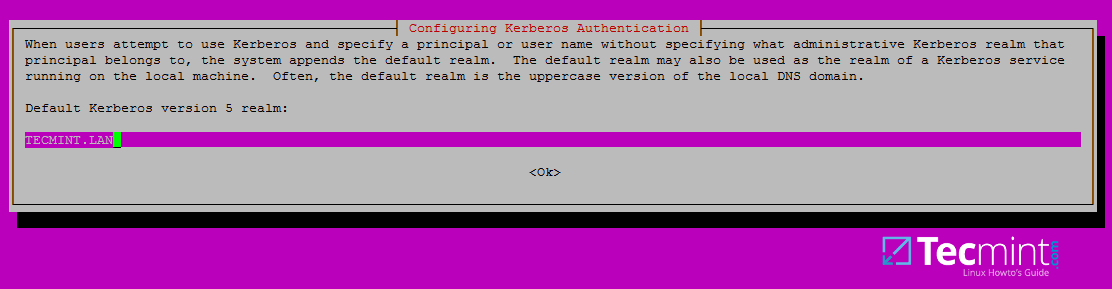 Configuring Kerberos Authentication
When users attempt to use Kerberos and specify a principal or user name without specifying what administrative Kerberos realm that
principal belongs to, the system appends the default realm.  The default realm may also be used as the realm of a Kerberos service
running on the local machine.  Often, the default realm is the uppercase version of the local DNS domain.
Default Kerberos version 5 realm:
TECMINT.LAN
<Ok>
Tecmint.com
Linux Howto's Guide